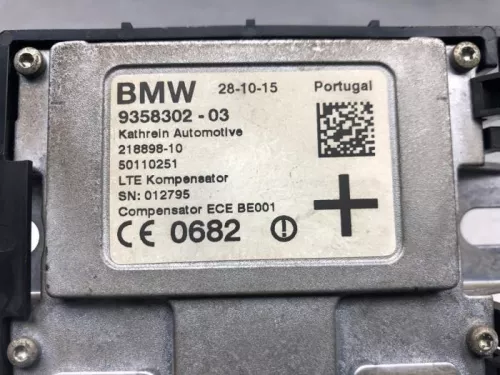 BMW 28-10-15 Portugal
9358302 - 03
Kathrein Automotive
218898-10
50110251
LTE Kompensator
SN: 012795
Compensator ECE BE001
CE 0682